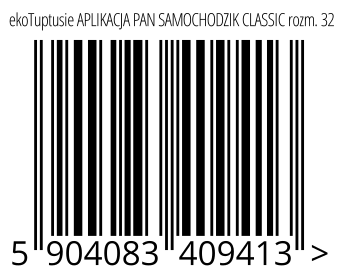 ekoTuptusie APLIKACJA PAN SAMOCHODZIK CLASSIC rozm. 32
5 904083 409413 >